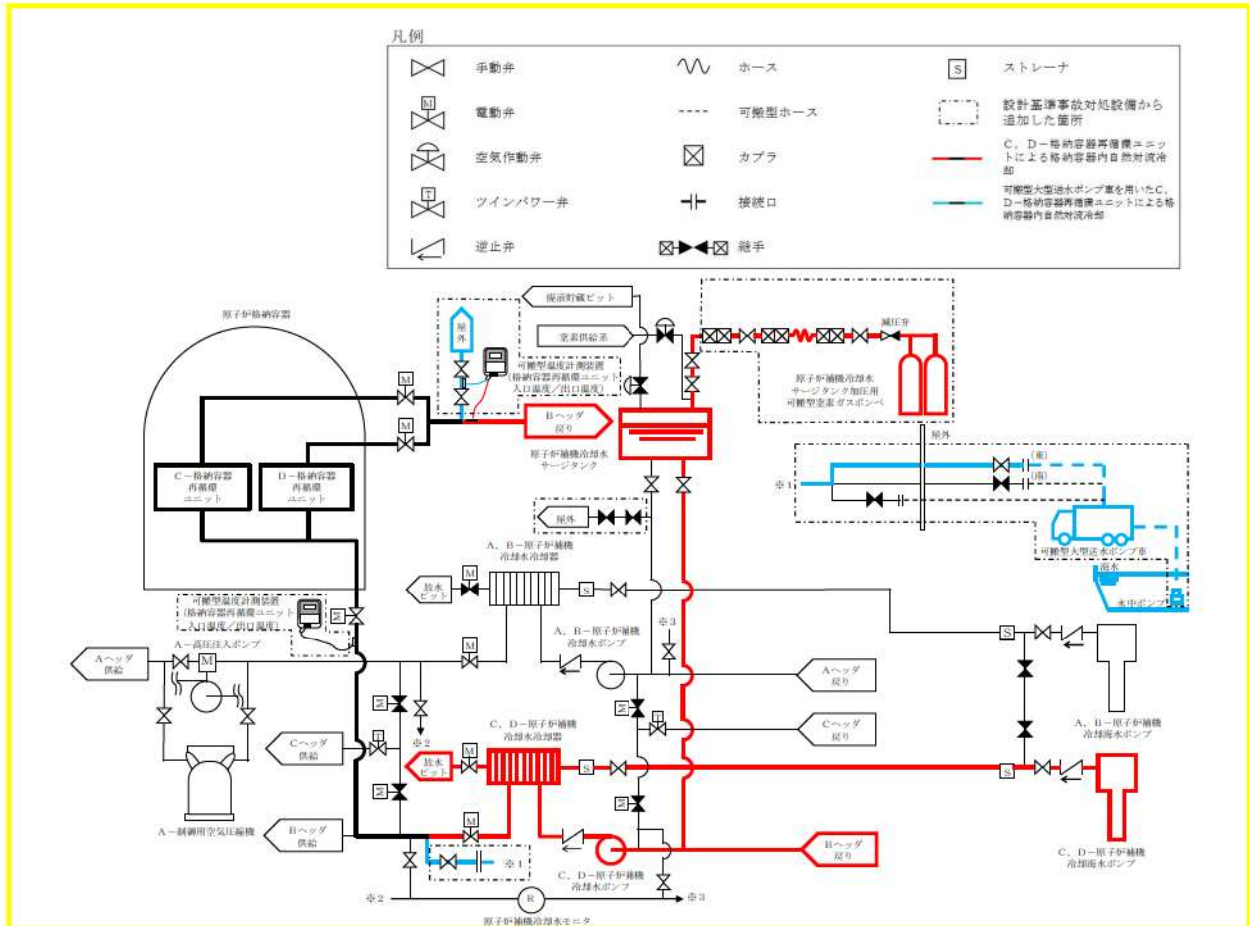 凡例
手動弁
ホース
S
ストレーナ
M
電動弁
可搬型ホース
設計基準事故対処設備から
追加した箇所
空気作動弁
カプラ
C,D-格納容器再循環ユニッ
トによる格納容器内自然対流冷
却
T
ツインパワー弁
接続口
可搬型大型送水ポンプ車を用いたC,
D-格納容器再循環ユニットによる格
納容器内自然対流冷却
逆止弁
継手
原子炉格納容器
屋外
廃液貯蔵ピット
窒素供給系
減圧弁
可搬型温度計測装置
(格納容器再循環ユニット
入口温度/出口温度)
原子炉補機冷却水
サージタンク加圧用
可搬型窒素ガスボンベ
M
M
Bヘッダ
戻り
原子炉補機冷却水
サージタンク
C-格納容器
再循環
ユニット
D-格納容器
再循環
ユニット
屋外
(東)
(南)
※1
可搬型大型送水ポンプ車
海水
水中ポンプ
屋外
A,B-原子炉補機
冷却水冷却器
放水
ピット
M
S
可搬型温度計測装置
(格納容器再循環ユニット
入口温度/出口温度)
M
A-高圧注入ポンプ
Aヘッダ
供給
M
M
A,B-原子炉補機
冷却水ポンプ
※3
S
Aヘッダ
戻り
A,B-原子炉補機
冷却海水ポンプ
M
M
※2
Cヘッダ
供給
T
C,D-原子炉補機
冷却水冷却器
T
Cヘッダ
戻り
放水
ピット
M
S
S
M
M
A-制御用空気圧縮機
Bヘッダ
供給
M
Bヘッダ
戻り
C,D-原子炉補機
冷却海水ポンプ
※1
C,D-原子炉補機
冷却水ポンプ
※2
R
※3
原子炉補機冷却水モニタ